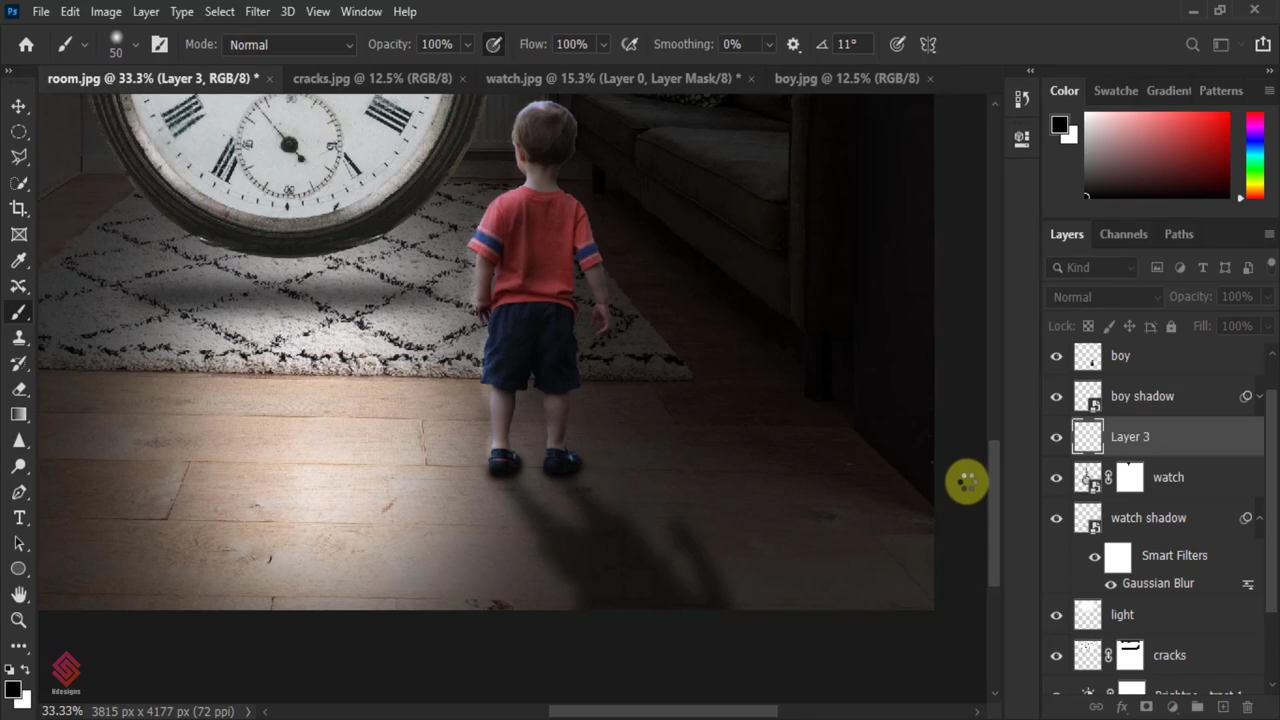 Ps File Edit Image Layer Type Select Filter 3D View Window Help
50 Mode: Normal Opacity: 100% Flow: 100% Smoothing: 0% 11°
room.jpg @ 33.3% (Layer 3, RGB/8) * × cracks.jpg @ 12.5% (RGB/8) × watch.jpg @ 15.3% (Layer 0, Layer Mask/8) * × boy.jpg @ 12.5% (RGB/8) ×
Color Swatche Gradien Patterns
Layers Channels Paths
Kind
Normal Opacity: 100%
Lock: Fill: 100%
boy
boy shadow
Layer 3
watch
watch shadow
Smart Filters
Gaussian Blur
light
cracks
Hdesigns
33.33% 3815 px x 4177 px (72 ppi)